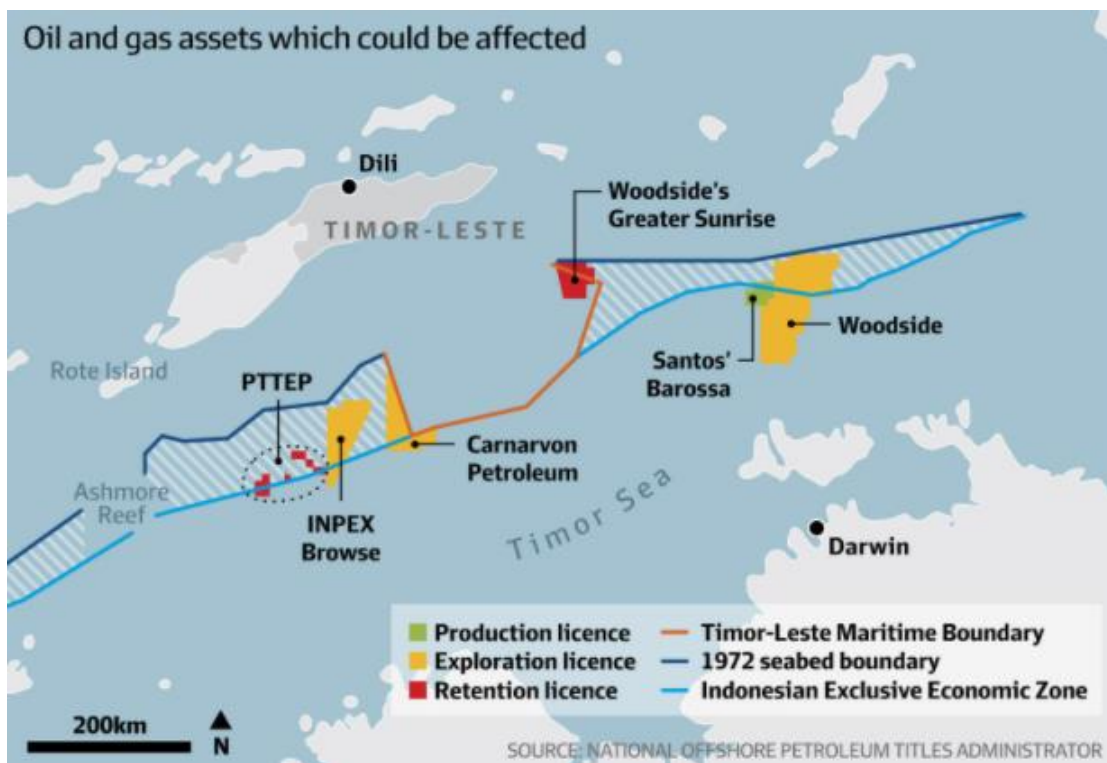 Oil and gas assets which could be affected
Dili
TIMOR-LESTE
Woodside's
Greater Sunrise
Woodside
Santos'
Barossa
Rote Island
PTTEP
Carnarvon
Petroleum
Ashmore
Reef
INPEX
Browse
Timor Sea
Darwin
Production licence
Exploration licence
Retention licence
Timor-Leste Maritime Boundary
1972 seabed boundary
Indonesian Exclusive Economic Zone
200km
N
SOURCE: NATIONAL OFFSHORE PETROLEUM TITLES ADMINISTRATOR